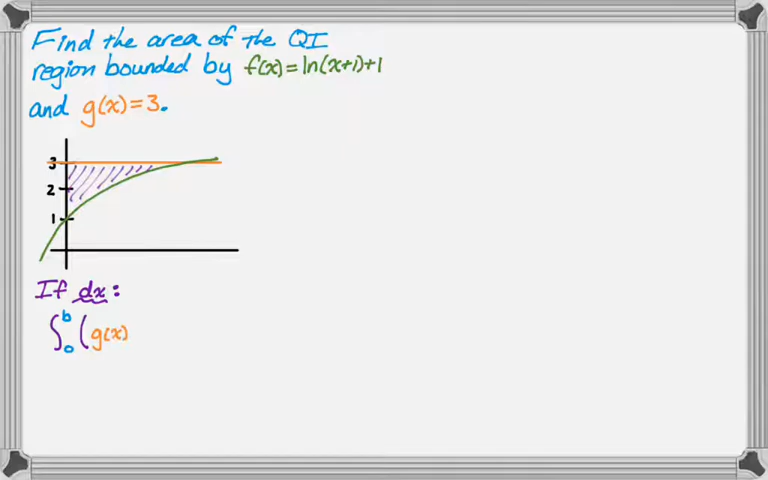 Find the area of the QI
region bounded by f(x)=ln(x+1)+1
and g(x)=3.
3
2
1
If dx:
∫₀ᵇ (g(x)